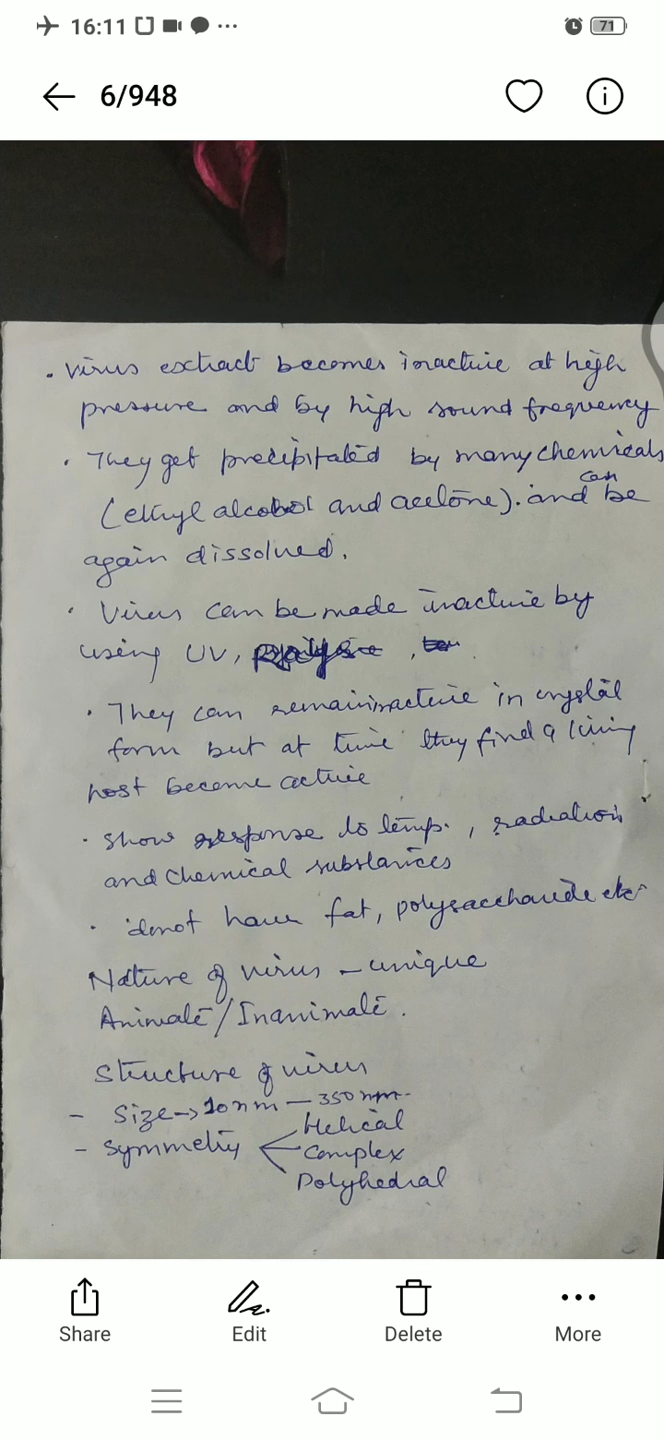 16:11
71
6/948
. Virus extract becomes inactive at high
pressure and by high sound frequency
. They get precipitated by many chemicals
(ethyl alcohol and acetone). and can be
again dissolved.
. Virus can be made inactive by
using UV,
. They can remain inactive in crystal
form but at time they find a living
host become active
. Show response to temp. , radiation
and chemical substances
. donot have fat, polysaccharide etc
Nature of virus – unique
Animate/Inanimate.
Structure of virus
– Size → 10nm – 350nm.
Helical
– Symmetry
Complex
Polyhedral
Share
Edit
Delete
More